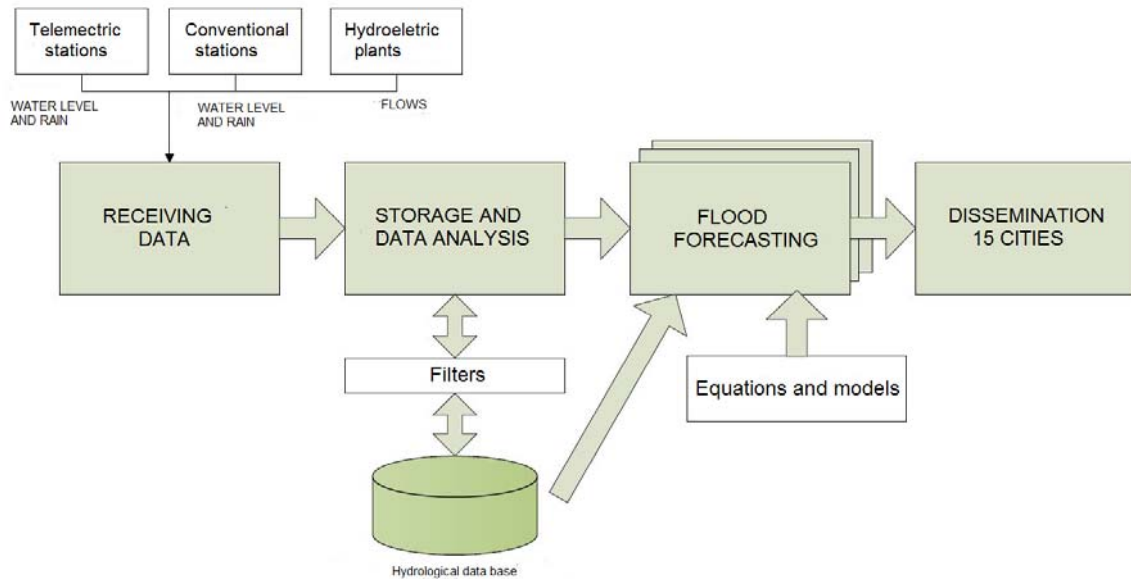 Telemectric
stations
Conventional
stations
Hydroeletric
plants
WATER LEVEL
AND RAIN
WATER LEVEL
AND RAIN
FLOWS
RECEIVING
DATA
STORAGE AND
DATA ANALYSIS
FLOOD
FORECASTING
DISSEMINATION
15 CITIES
Filters
Equations and models
Hydrological data base